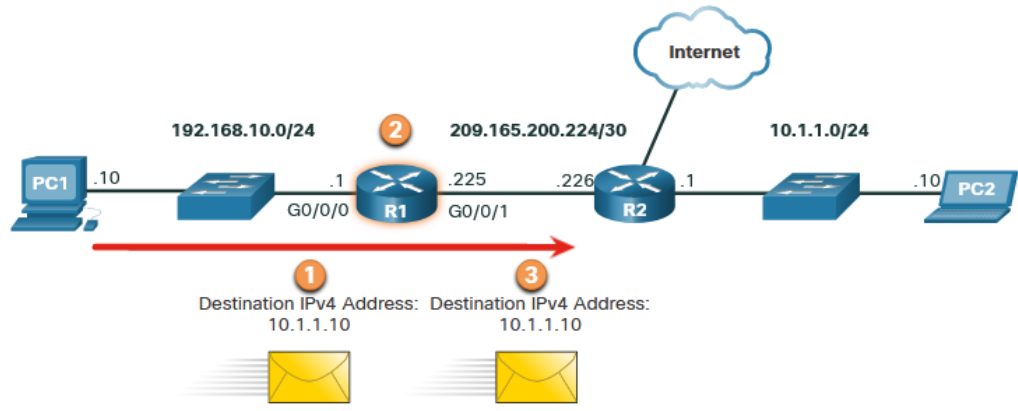 Internet
192.168.10.0/24
2
209.165.200.224/30
10.1.1.0/24
PC1
.10
.1
G0/0/0
R1
.225
G0/0/1
.226
R2
.1
.10
PC2
1
3
Destination IPv4 Address:
10.1.1.10
Destination IPv4 Address:
10.1.1.10